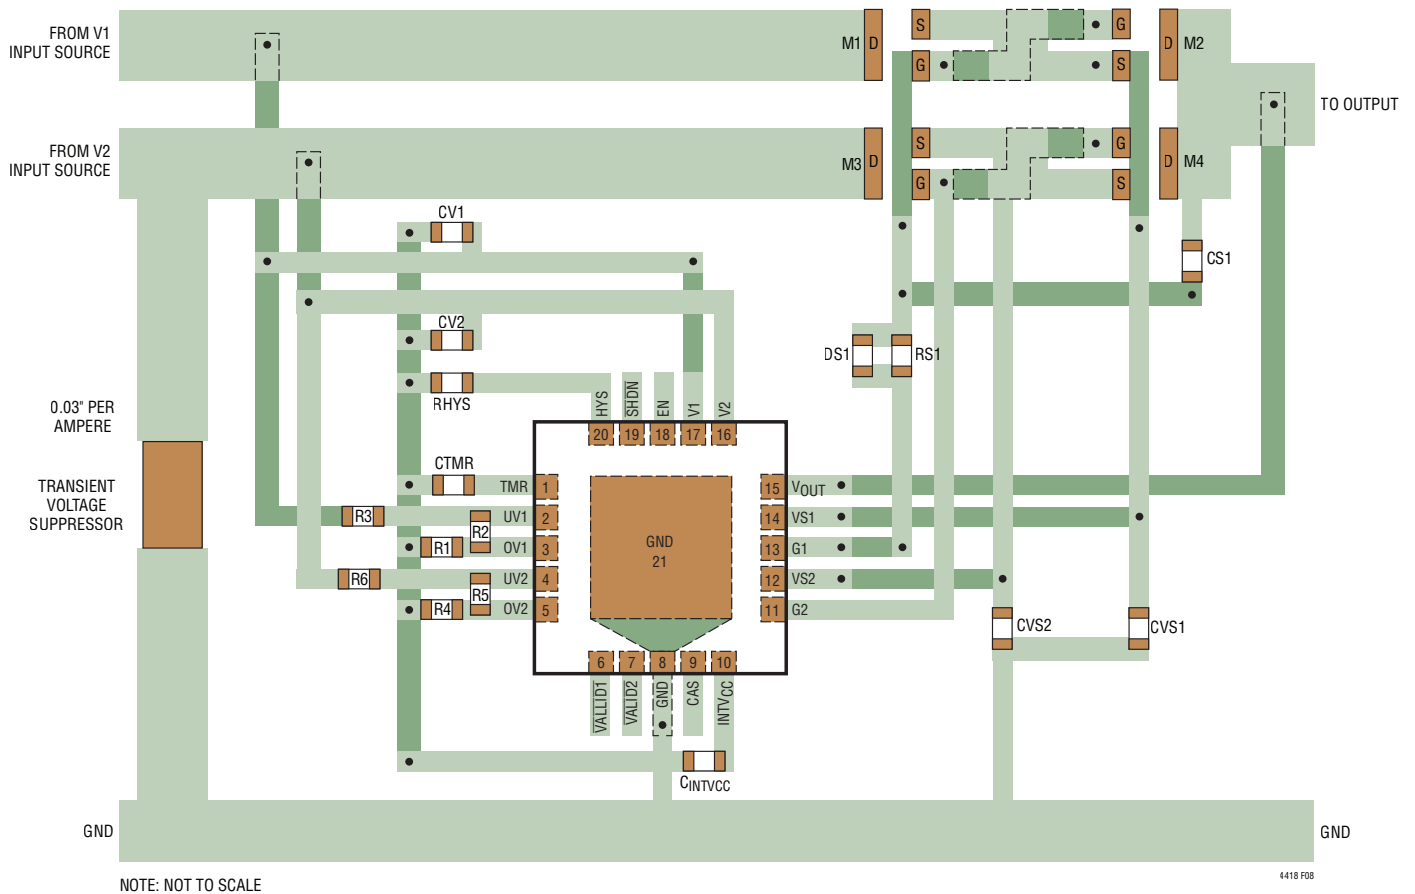 FROM V1
INPUT SOURCE
M1
D
S
G
G
S
D
M2
TO OUTPUT
FROM V2
INPUT SOURCE
M3
D
S
G
G
S
D
M4
CV1
CS1
CV2
DS1
RS1
RHYS
0.03" PER
AMPERE
HYS
SHDN
EN
V1
V2
20
19
18
17
16
TRANSIENT
VOLTAGE
SUPPRESSOR
CTMR
TMR
1
15
VOUT
R3
UV1
2
14
VS1
R2
R1
OV1
3
GND
21
13
G1
R6
UV2
4
12
VS2
R5
R4
OV2
5
11
G2
CVS2
CVS1
6
7
8
9
10
VALLID1
VALID2
GND
CAS
INTVCC
CINTVCC
GND
GND
NOTE: NOT TO SCALE
4418 F08